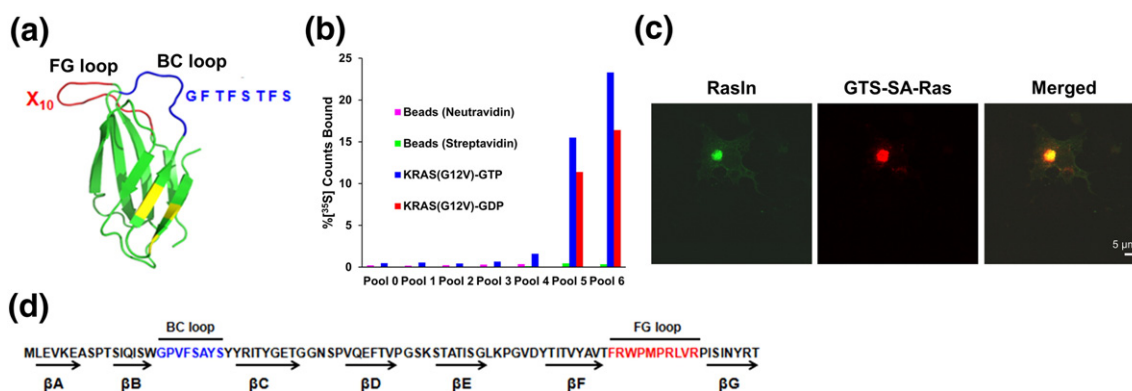 (a)
FG loop
BC loop
X10
G F T F S T F S
(b)
25
20
15
10
5
0
%[35S] Counts Bound
Beads (Neutravidin)
Beads (Streptavidin)
KRAS(G12V)-GTP
KRAS(G12V)-GDP
Pool 0 Pool 1 Pool 2 Pool 3 Pool 4 Pool 5 Pool 6
(c)
RasIn GTS-SA-Ras Merged
5 μm
(d)
BC loop FG loop
MLEVKEASPTSIQISWGPVFSAYSYYRITYGETGGNSPVQEFTVPGSKSTATISGLKPGVDYTITVYAVTFRWPMPRLVRPISINYRT
βA βB βC βD βE βF βG